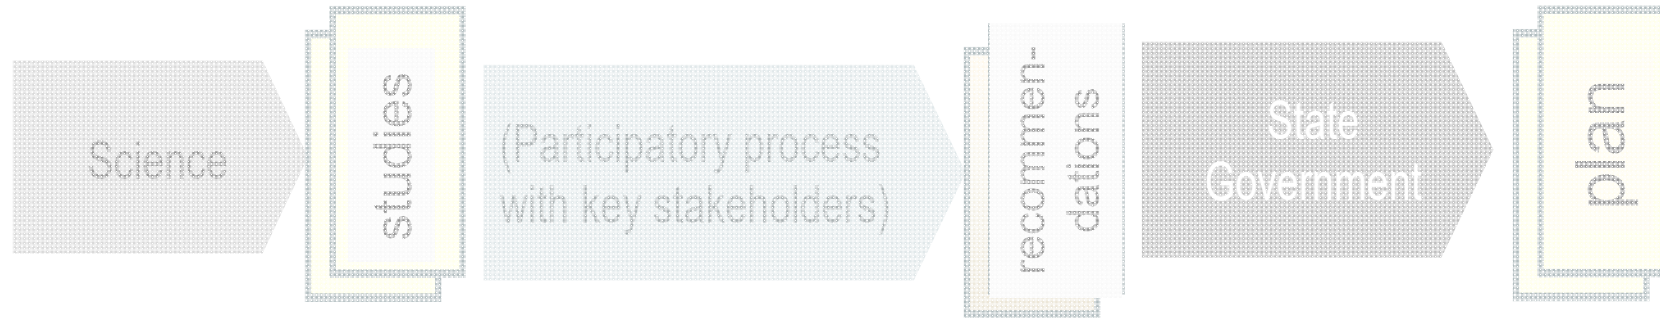 Science
studies
(Participatory process
with key stakeholders)
recommen-
dations
State
Government
plan